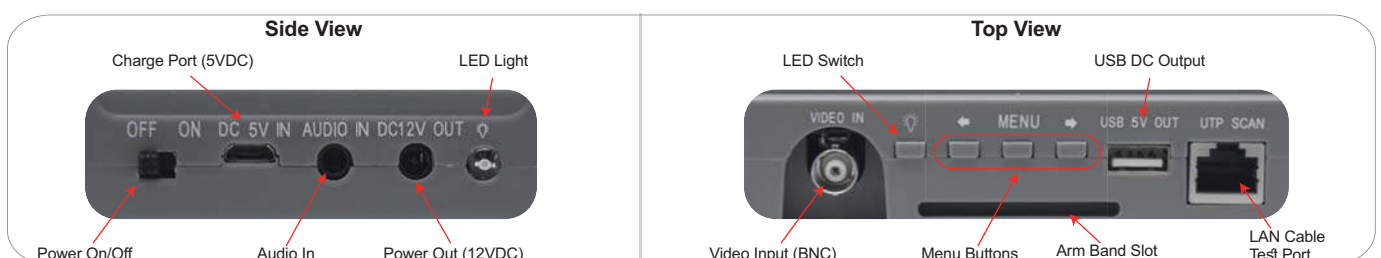 Side View
Charge Port (5VDC)
LED Light
OFF ON DC 5V IN AUDIO IN DC12V OUT
Power On/Off
Audio In
Power Out (12VDC)
Top View
LED Switch
USB DC Output
VIDEO IN MENU USB 5V OUT UTP SCAN
Video Input (BNC)
Menu Buttons
Arm Band Slot
LAN Cable
Test Port